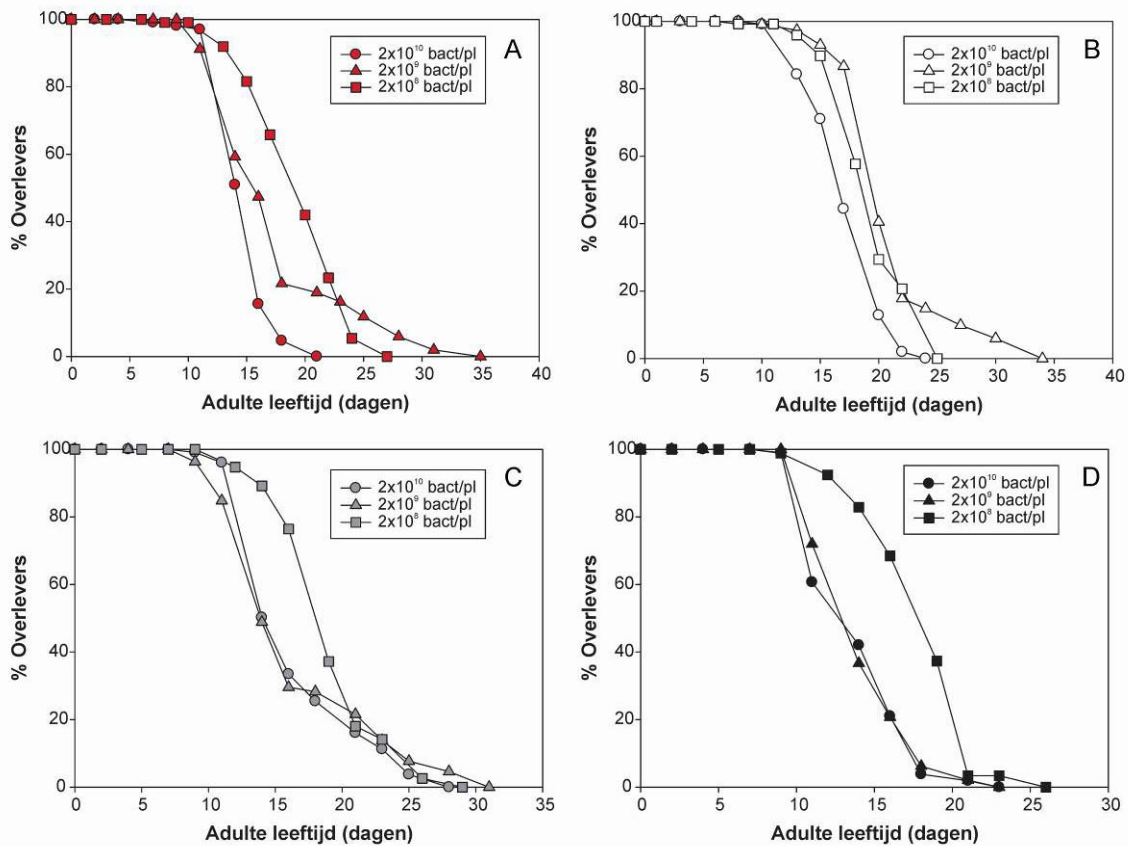 A
2x10¹⁰ bact/pl
2x10⁹ bact/pl
2x10⁸ bact/pl
% Overlevers
100
80
60
40
20
0
0 5 10 15 20 25 30 35 40
Adulte leeftijd (dagen)
B
2x10¹⁰ bact/pl
2x10⁹ bact/pl
2x10⁸ bact/pl
% Overlevers
100
80
60
40
20
0
0 5 10 15 20 25 30 35 40
Adulte leeftijd (dagen)
C
2x10¹⁰ bact/pl
2x10⁹ bact/pl
2x10⁸ bact/pl
% Overlevers
100
80
60
40
20
0
0 5 10 15 20 25 30 35
Adulte leeftijd (dagen)
D
2x10¹⁰ bact/pl
2x10⁹ bact/pl
2x10⁸ bact/pl
% Overlevers
100
80
60
40
20
0
0 5 10 15 20 25 30
Adulte leeftijd (dagen)